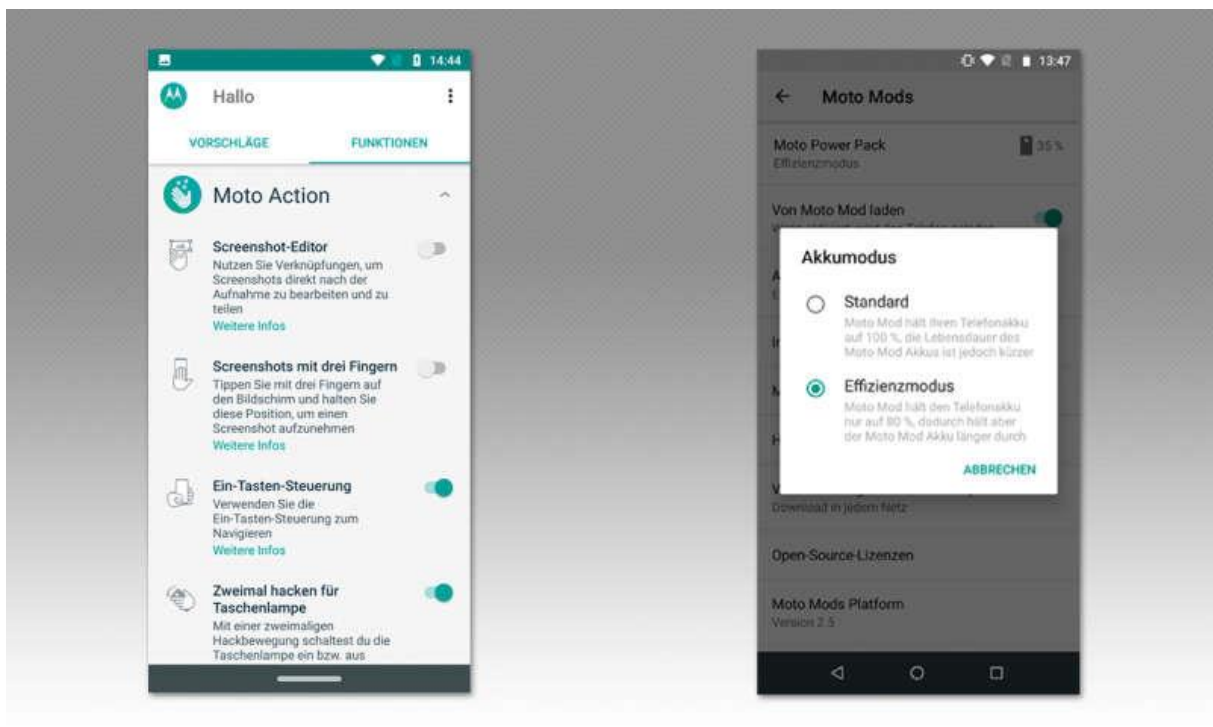 14:44
Hallo
VORSCHLÄGE
FUNKTIONEN
Moto Action
Screenshot-Editor
Nutzen Sie Verknüpfungen, um
Screenshots direkt nach der
Aufnahme zu bearbeiten und zu
teilen
Weitere Infos
Screenshots mit drei Fingern
Tippen Sie mit drei Fingern auf
den Bildschirm und halten Sie
diese Position, um einen
Screenshot aufzunehmen
Weitere Infos
Ein-Tasten-Steuerung
Verwenden Sie die
Ein-Tasten-Steuerung zum
Navigieren
Weitere Infos
Zweimal hacken für
Taschenlampe
Mit einer zweimaligen
Hackbewegung schaltest du die
Taschenlampe ein bzw. aus
13:47
Moto Mods
Moto Power Pack
35 %
Effizienzmodus
Von Moto Mod laden
Akkumodus
Standard
Moto Mod hält Ihren Telefonakku
auf 100 %, die Lebensdauer des
Moto Mod Akkus ist jedoch kürzer
Effizienzmodus
Moto Mod hält den Telefonakku
nur auf 80 %, dadurch hält aber
der Moto Mod Akku länger durch
ABBRECHEN
Download in jedem Netz
Open-Source-Lizenzen
Moto Mods Platform
Version 2.5